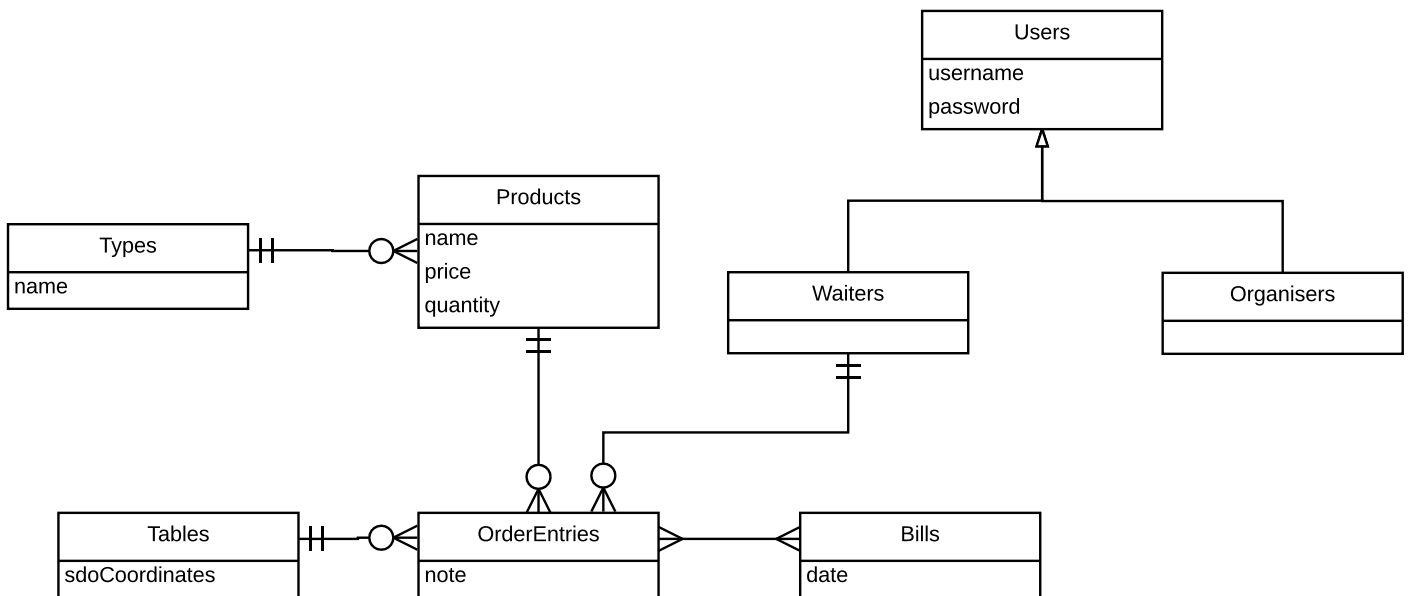 Users
username
password
Products
name
price
quantity
Types
name
Waiters
Organisers
Tables
sdoCoordinates
OrderEntries
note
Bills
date